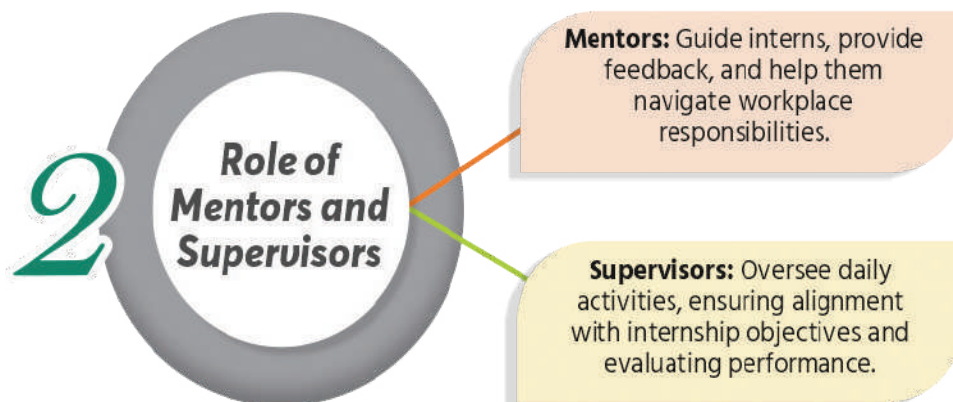 2
Role of
Mentors and
Supervisors
Mentors: Guide interns, provide
feedback, and help them
navigate workplace
responsibilities.
Supervisors: Oversee daily
activities, ensuring alignment
with internship objectives and
evaluating performance.